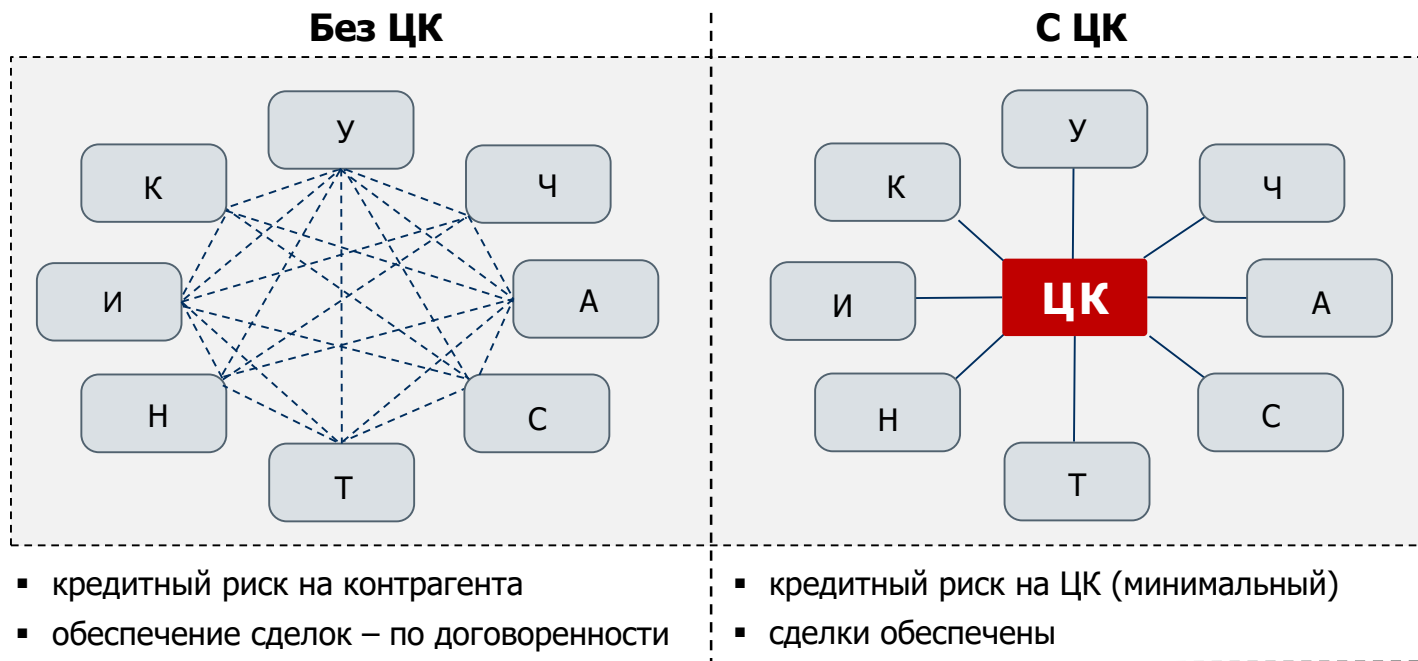 Без ЦК
У
К
Ч
И
А
Н
С
Т
▪ кредитный риск на контрагента
▪ обеспечение сделок – по договоренности
С ЦК
У
К
Ч
И
ЦК
А
Н
С
Т
▪ кредитный риск на ЦК (минимальный)
▪ сделки обеспечены